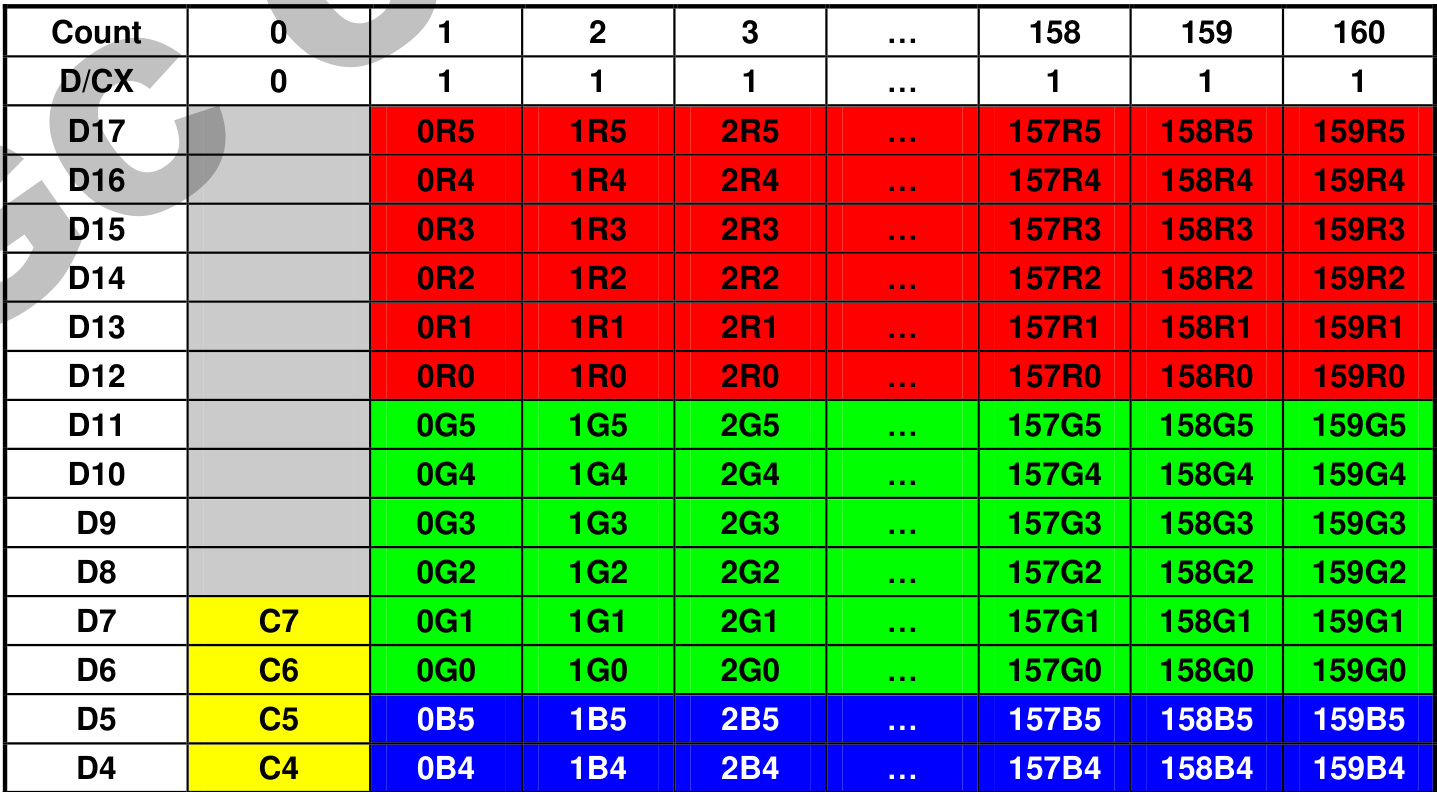 Count 0 1 2 3 ... 158 159 160
D/CX 0 1 1 1 ... 1 1 1
D17 0R5 1R5 2R5 ... 157R5 158R5 159R5
D16 0R4 1R4 2R4 ... 157R4 158R4 159R4
D15 0R3 1R3 2R3 ... 157R3 158R3 159R3
D14 0R2 1R2 2R2 ... 157R2 158R2 159R2
D13 0R1 1R1 2R1 ... 157R1 158R1 159R1
D12 0R0 1R0 2R0 ... 157R0 158R0 159R0
D11 0G5 1G5 2G5 ... 157G5 158G5 159G5
D10 0G4 1G4 2G4 ... 157G4 158G4 159G4
D9 0G3 1G3 2G3 ... 157G3 158G3 159G3
D8 0G2 1G2 2G2 ... 157G2 158G2 159G2
D7 C7 0G1 1G1 2G1 ... 157G1 158G1 159G1
D6 C6 0G0 1G0 2G0 ... 157G0 158G0 159G0
D5 C5 0B5 1B5 2B5 ... 157B5 158B5 159B5
D4 C4 0B4 1B4 2B4 ... 157B4 158B4 159B4